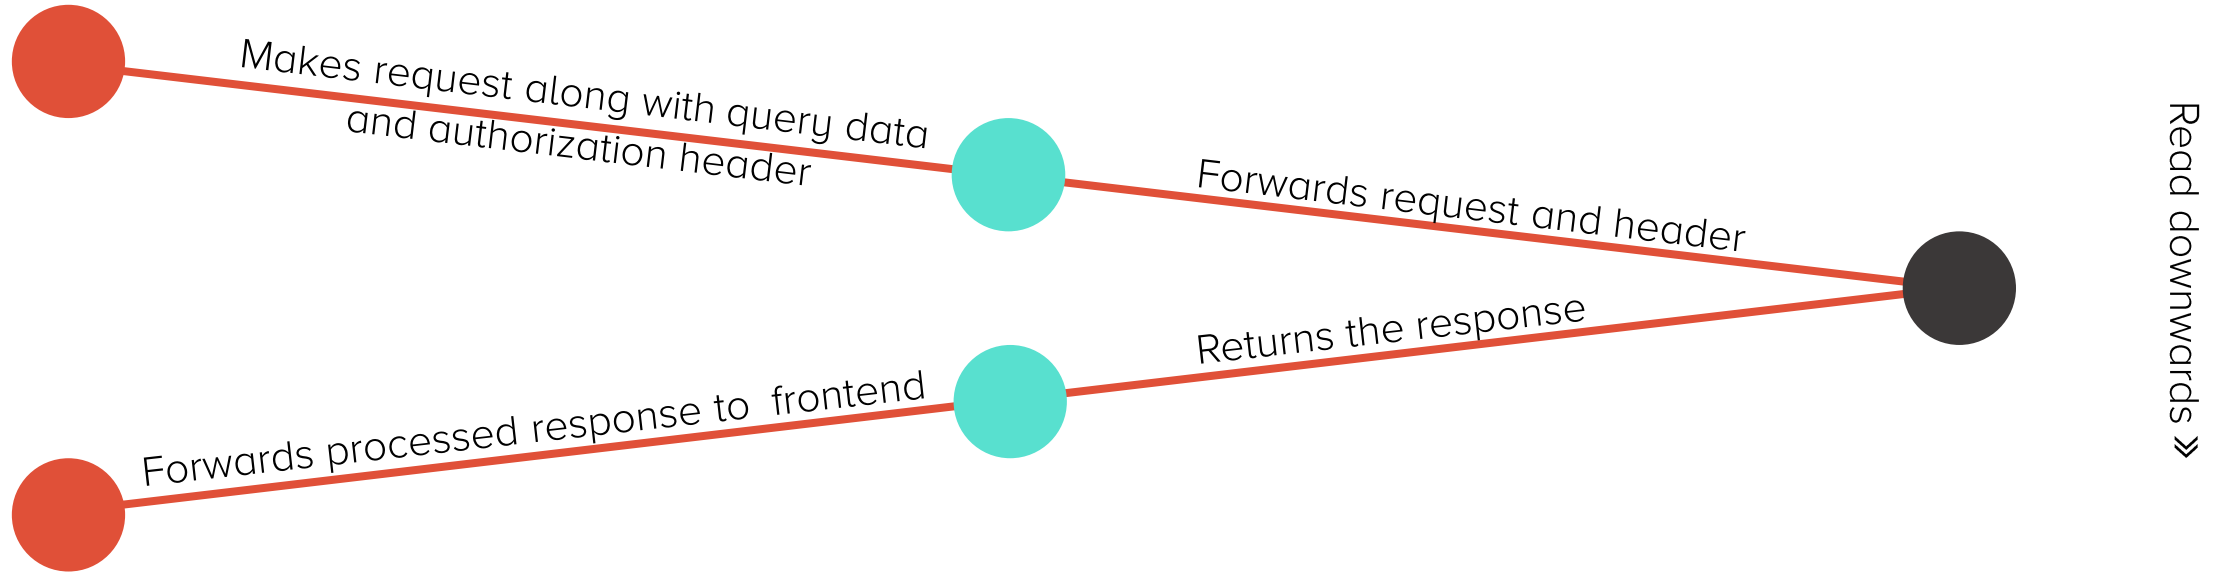 Makes request along with query data
and authorization header
Forwards request and header
Returns the response
Forwards processed response to  frontend
Read downwards »